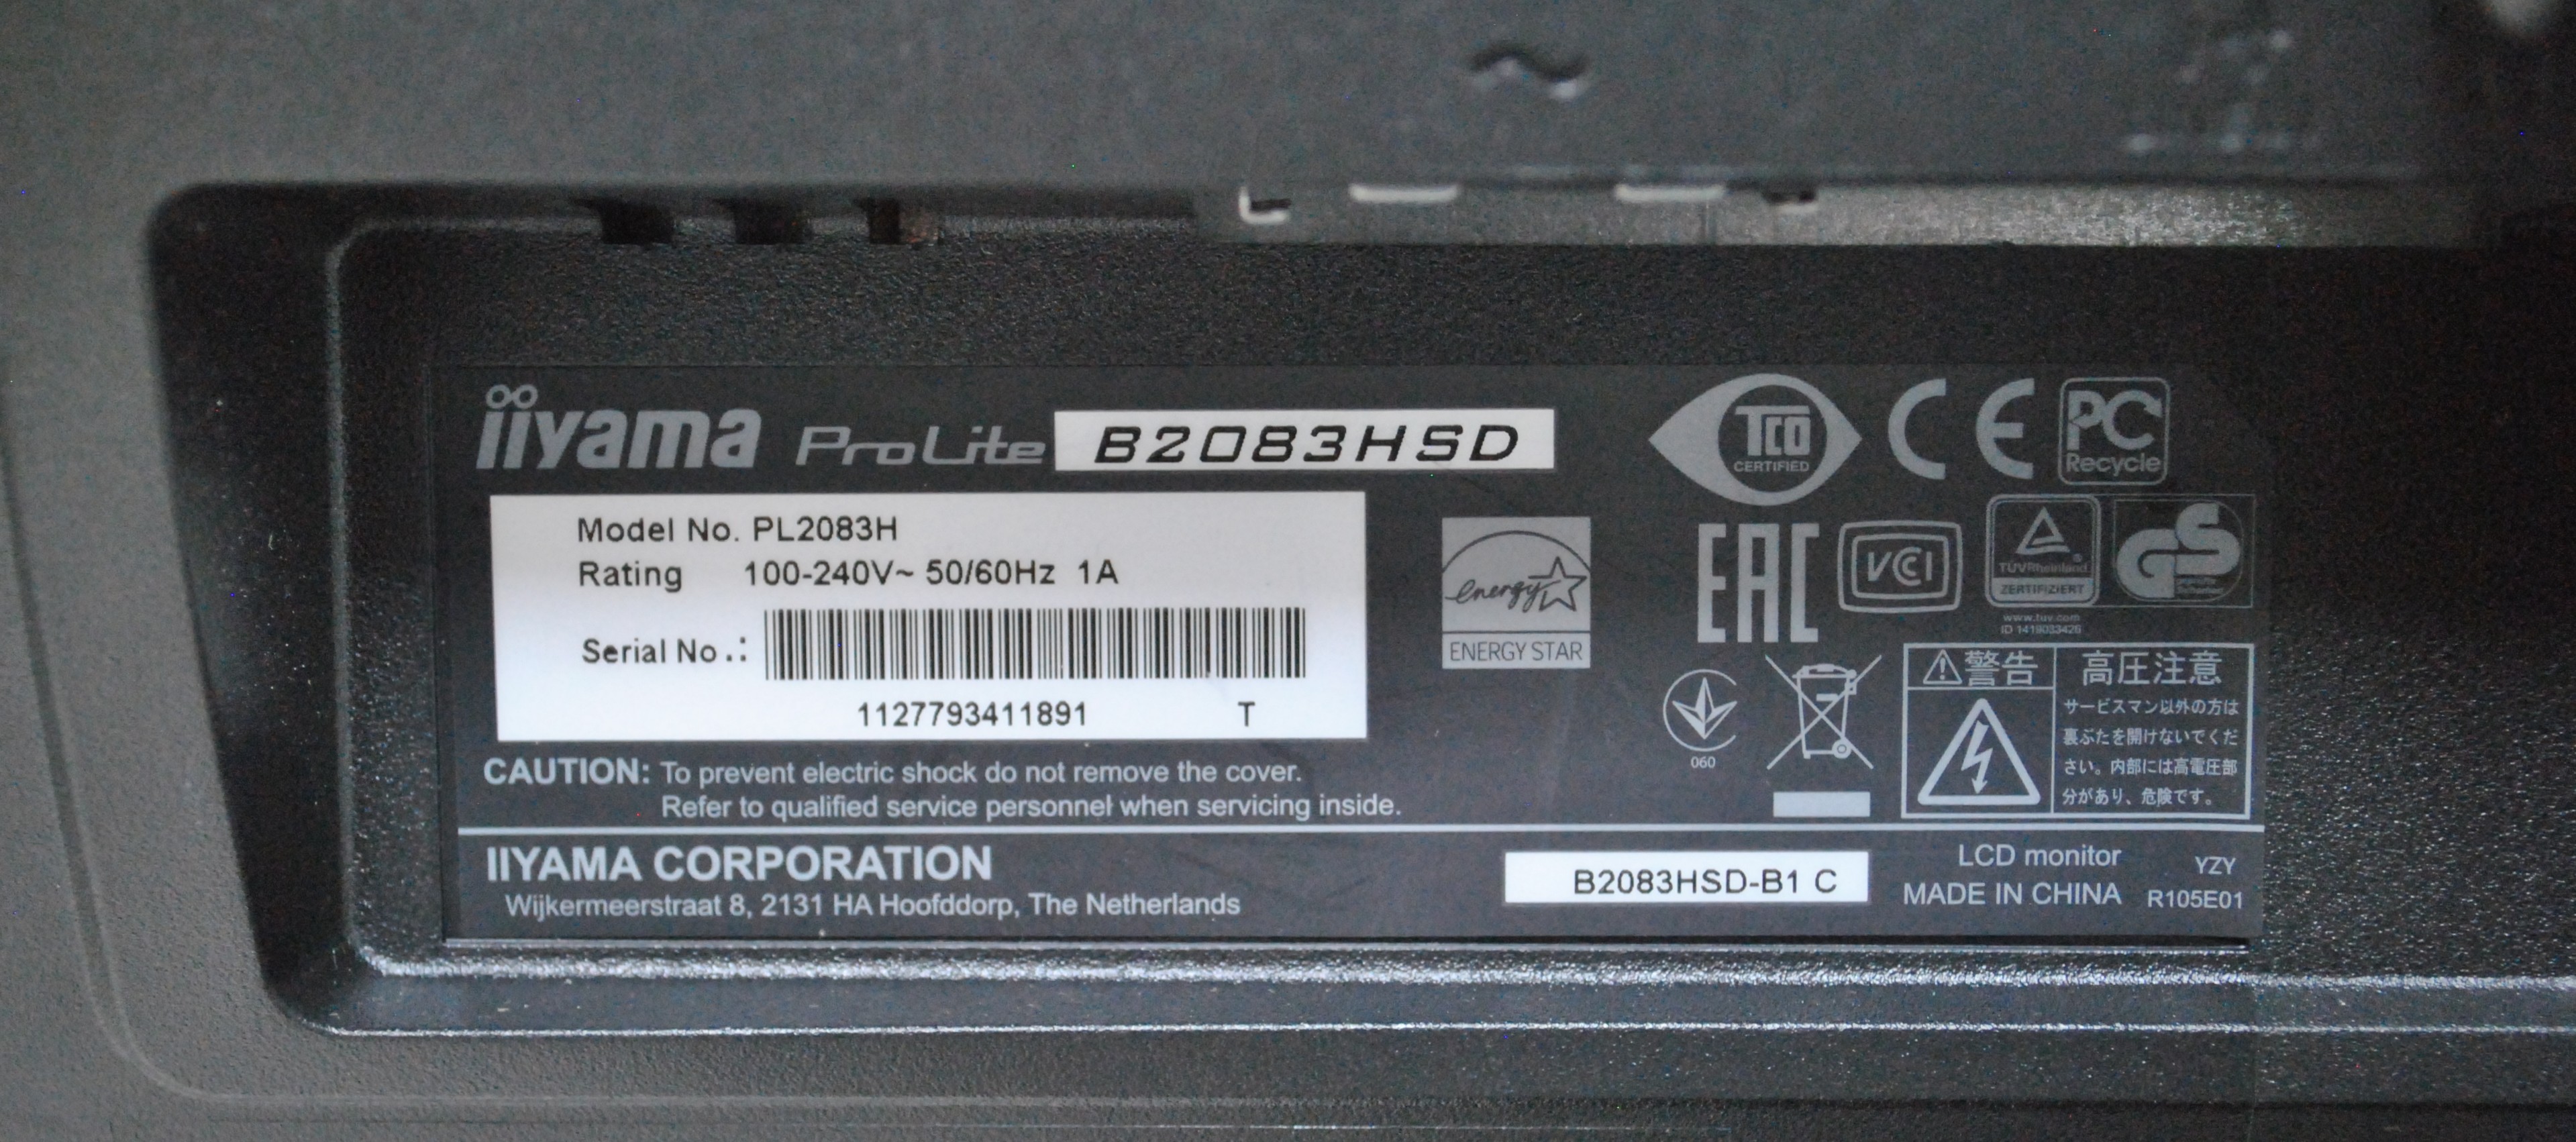 iiyama ProLite B2083HSD
TCO CERTIFIED
CE
PC Recycle
Model No. PL2083H
Rating 100-240V~ 50/60Hz 1A
Serial No.:
1127793411891 T
energy
ENERGY STAR
EAC
VCCI
TÜVRheinland
ZERTIFIZIERT
GS
www.tuv.com
ID 1419033426
060
警告
高圧注意
サービスマン以外の方は
裏ぶたを開けないでくだ
さい。内部には高電圧部
分があり、危険です。
CAUTION: To prevent electric shock do not remove the cover.
Refer to qualified service personnel when servicing inside.
IIYAMA CORPORATION
Wijkermeerstraat 8, 2131 HA Hoofddorp, The Netherlands
B2083HSD-B1 C
LCD monitor
MADE IN CHINA
YZY
R105E01